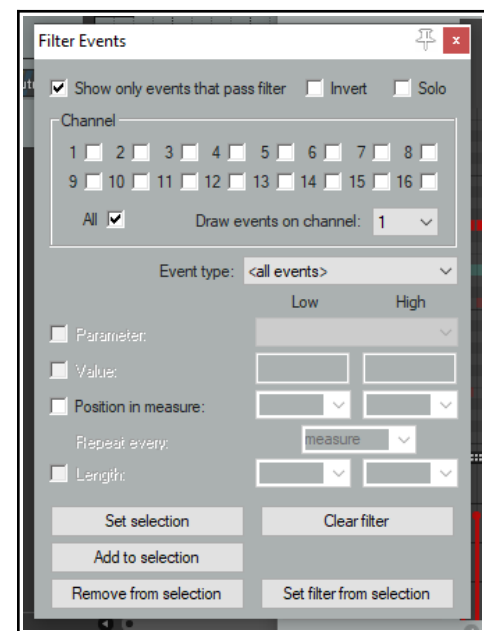 Filter Events
Show only events that pass filter Invert Solo
Channel
1 2 3 4 5 6 7 8
9 10 11 12 13 14 15 16
All Draw events on channel: 1
Event type: <all events>
Low High
Parameter:
Value:
Position in measure:
Repeat every: measure
Length:
Set selection Clear filter
Add to selection
Remove from selection Set filter from selection